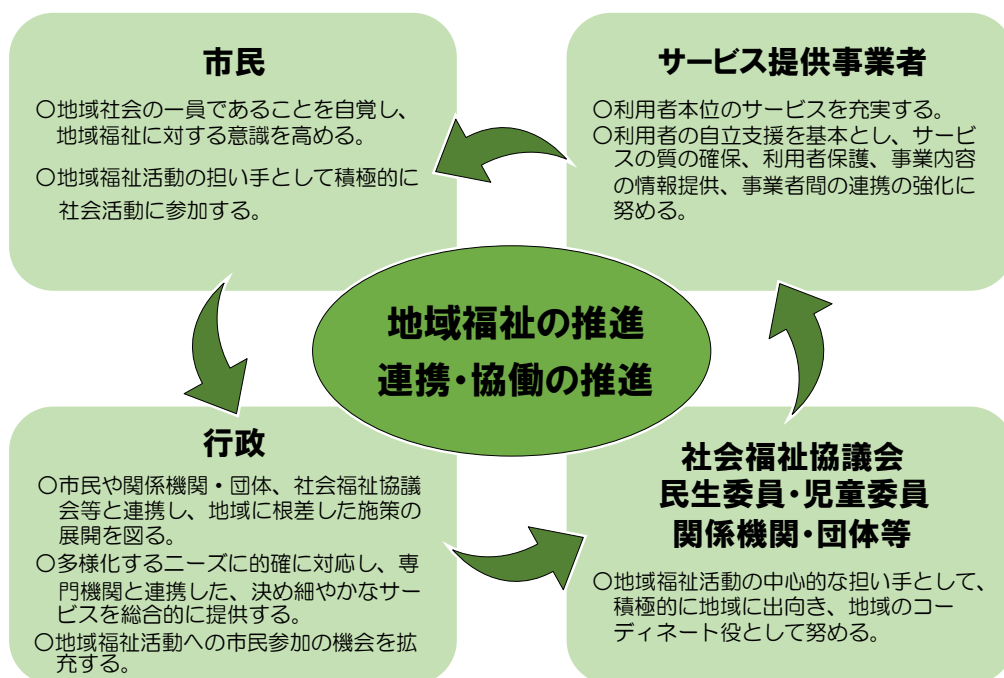 市民
○地域社会の一員であることを自覚し、
地域福祉に対する意識を高める。
○地域福祉活動の担い手として積極的に
社会活動に参加する。
サービス提供事業者
○利用者本位のサービスを充実する。
○利用者の自立支援を基本とし、サービ
スの質の確保、利用者保護、事業内容
の情報提供、事業者間の連携の強化に
努める。
地域福祉の推進
連携・協働の推進
行政
○市民や関係機関・団体、社会福祉協議
会等と連携し、地域に根差した施策の
展開を図る。
○多様化するニーズに的確に対応し、専
門機関と連携した、決め細やかなサー
ビスを総合的に提供する。
○地域福祉活動への市民参加の機会を拡
充する。
社会福祉協議会
民生委員・児童委員
関係機関・団体等
○地域福祉活動の中心的な担い手として、
積極的に地域に出向き、地域のコー
ディネート役として努める。